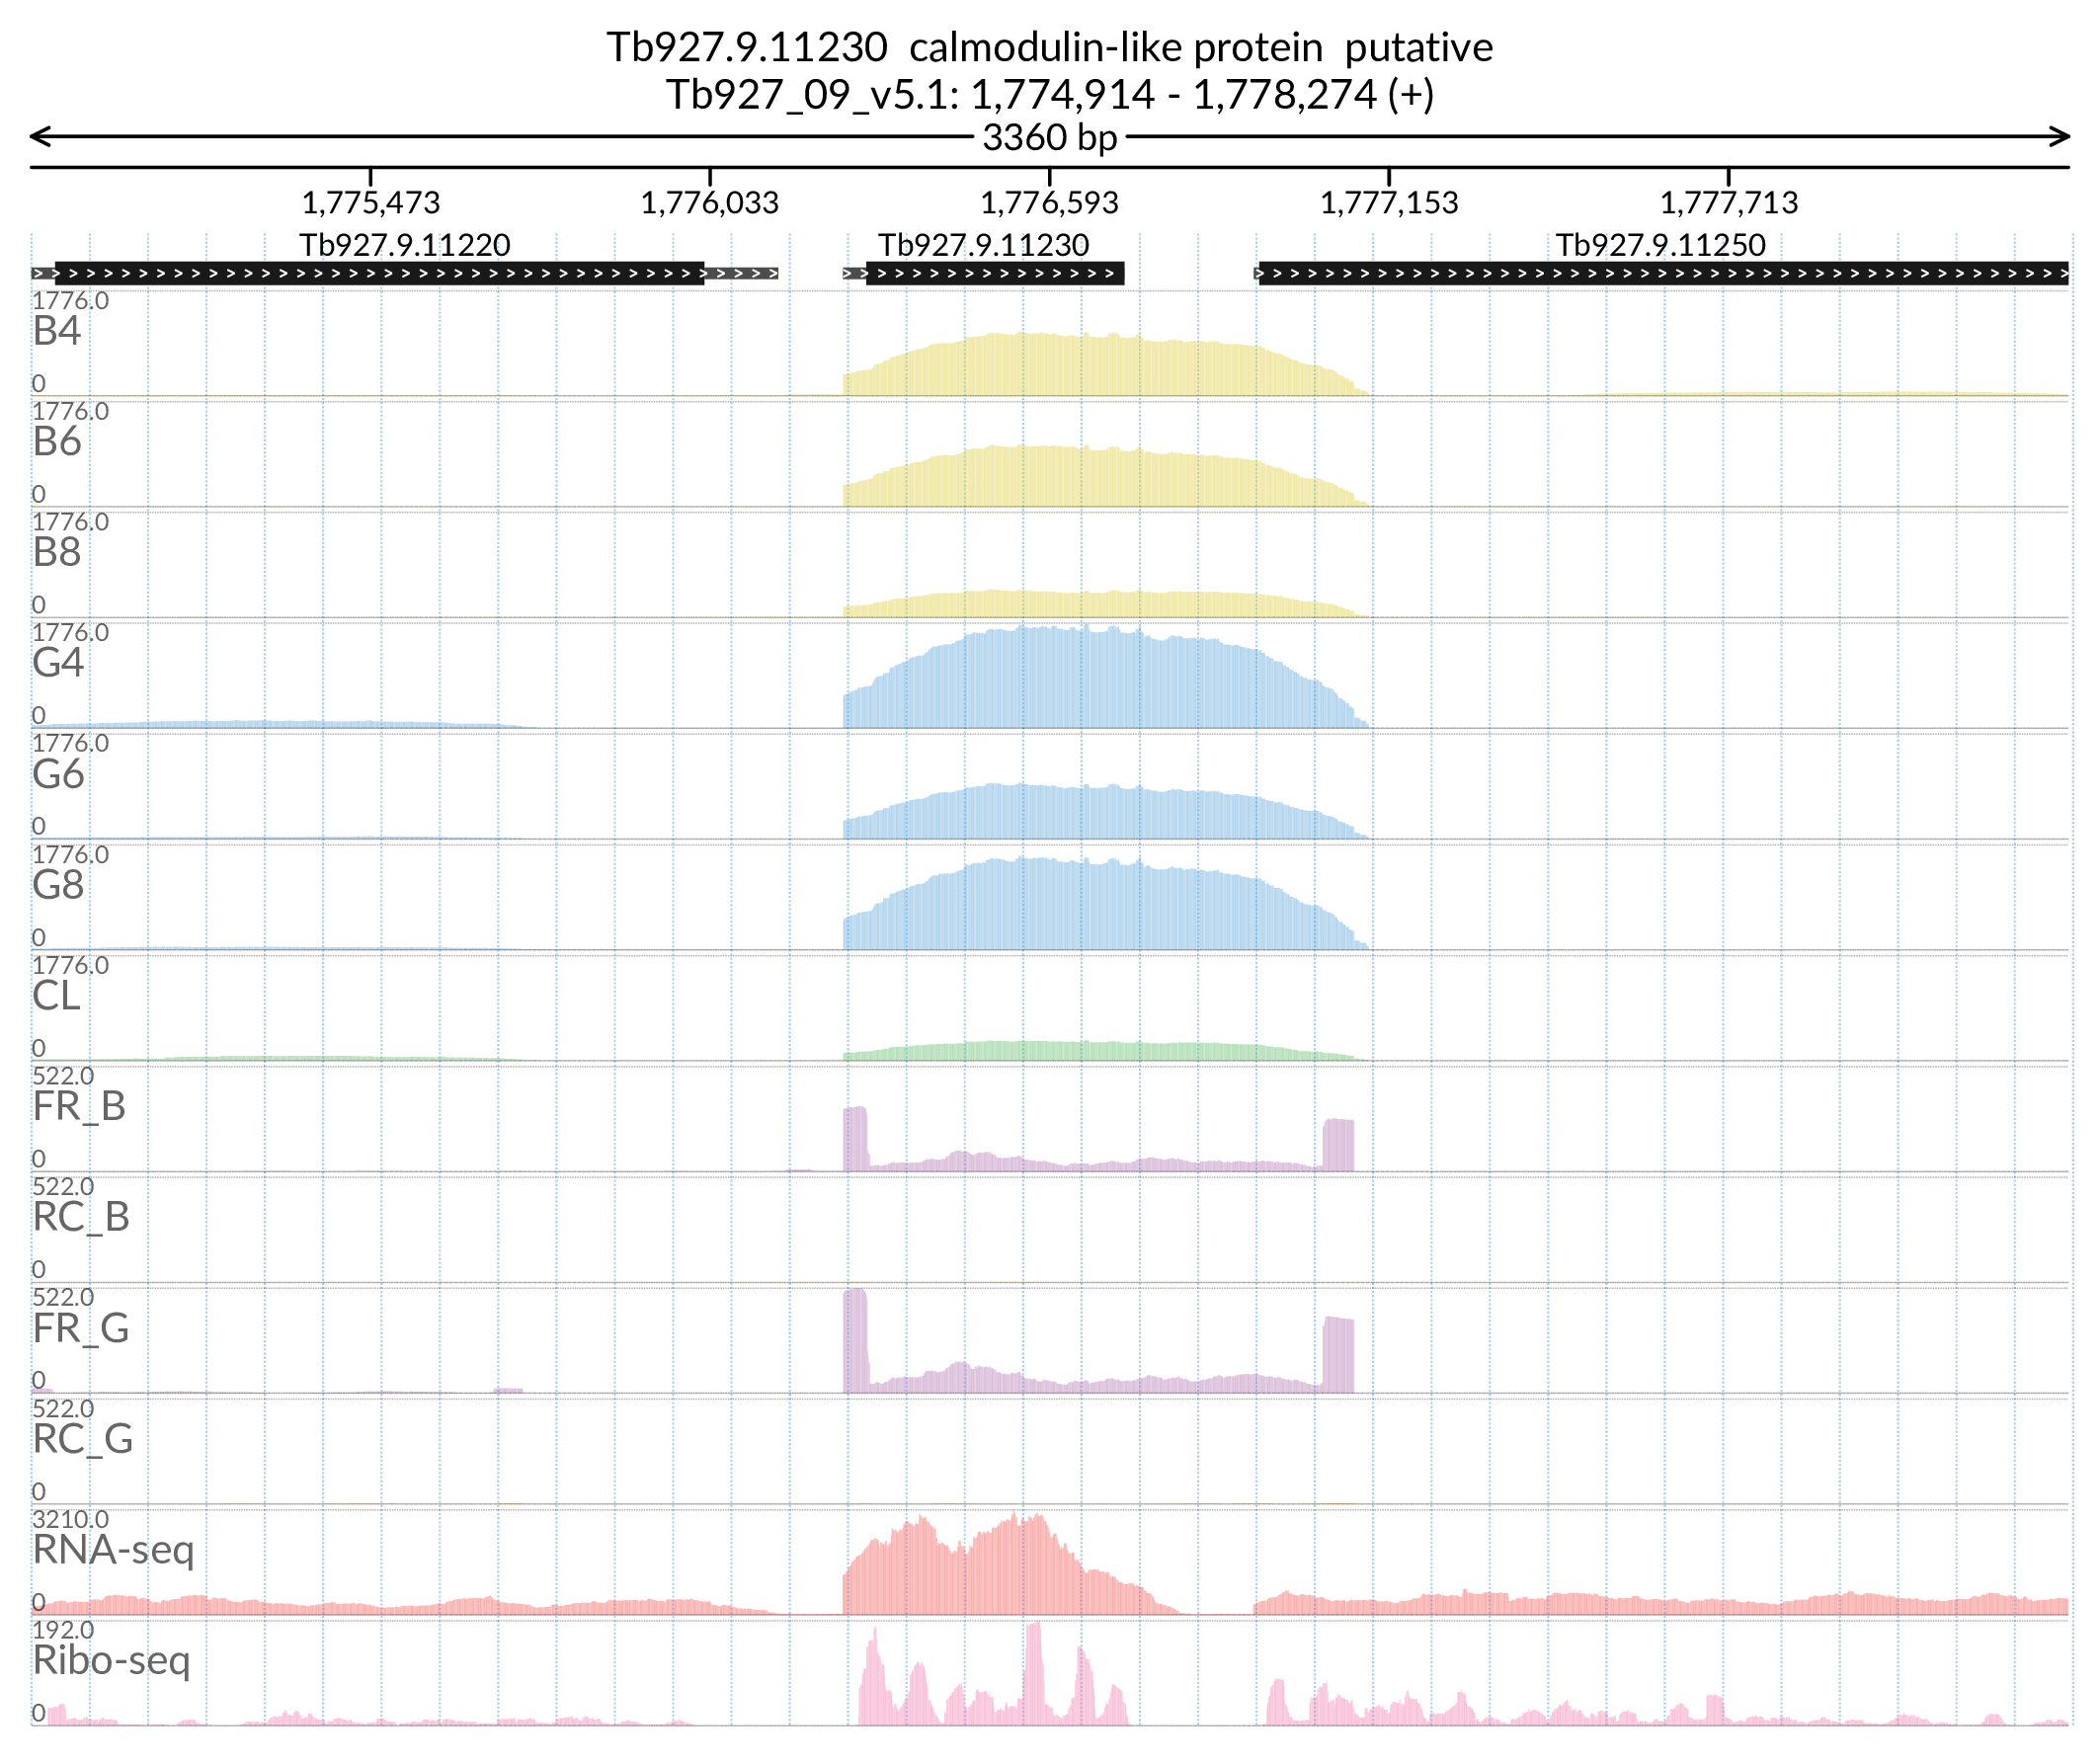 Tb927.9.11230  calmodulin-like protein  putative
Tb927_09_v5.1: 1,774,914 - 1,778,274 (+)
3360 bp
1,775,473 1,776,033 1,776,593 1,777,153 1,777,713
Tb927.9.11220 Tb927.9.11230 Tb927.9.11250
1776.0
B4
0
1776.0
B6
0
1776.0
B8
0
1776.0
G4
0
1776.0
G6
0
1776.0
G8
0
1776.0
CL
0
522.0
FR_B
0
522.0
RC_B
0
522.0
FR_G
0
522.0
RC_G
0
3210.0
RNA-seq
0
192.0
Ribo-seq
0